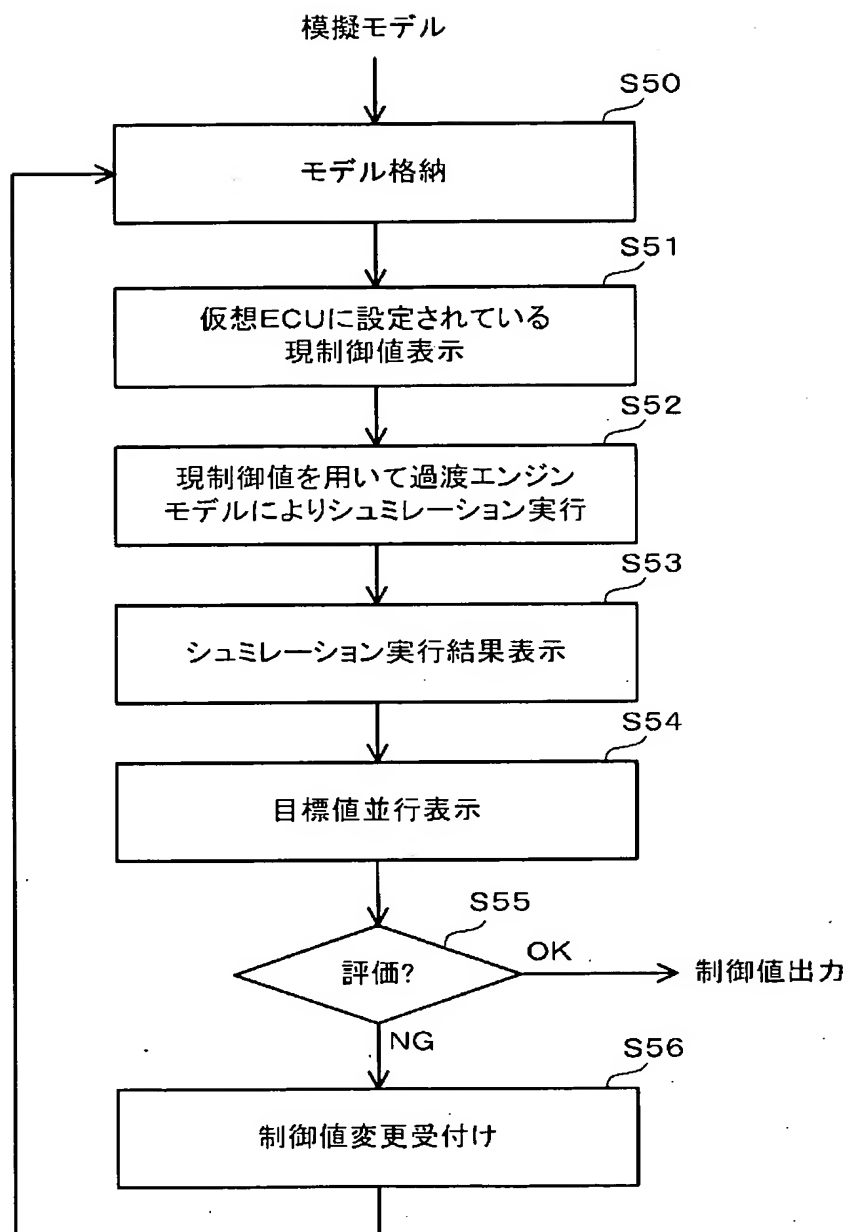 模擬モデル
S50
モデル格納
S51
仮想ECUに設定されている
現制御値表示
S52
現制御値を用いて過渡エンジン
モデルによりシュミレーション実行
S53
シュミレーション実行結果表示
S54
目標値並行表示
S55
評価?
OK
制御値出力
NG
S56
制御値変更受付け